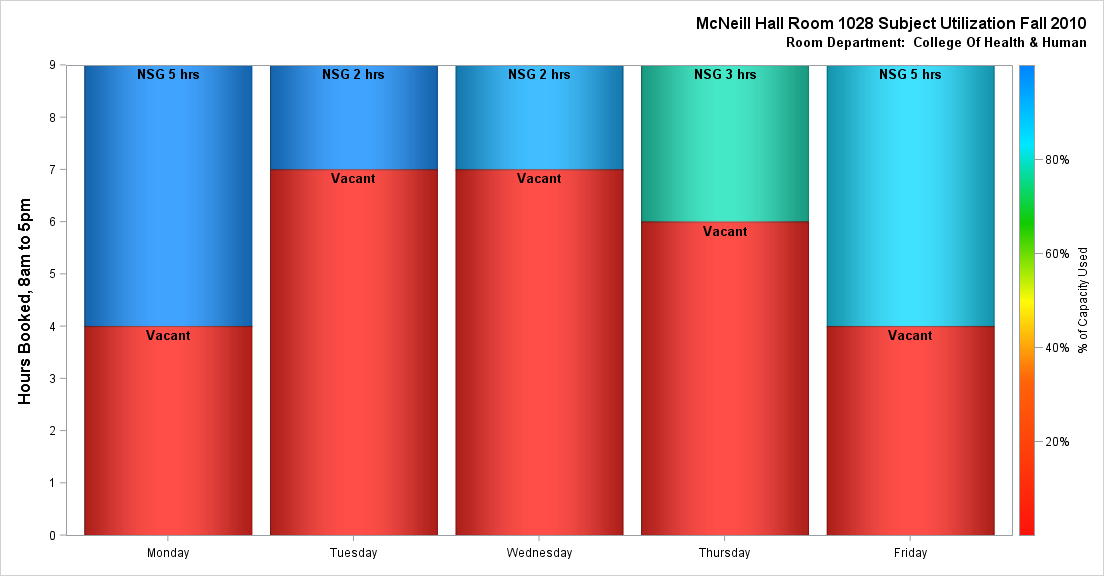 McNeill Hall Room 1028 Subject Utilization Fall 2010
Room Department:  College Of Health & Human
Hours Booked, 8am to 5pm
9
8
7
6
5
4
3
2
1
0
NSG 5 hrs
NSG 2 hrs
NSG 2 hrs
NSG 3 hrs
NSG 5 hrs
Vacant
Vacant
Vacant
Vacant
Vacant
Monday
Tuesday
Wednesday
Thursday
Friday
80%
60%
40%
20%
% of Capacity Used